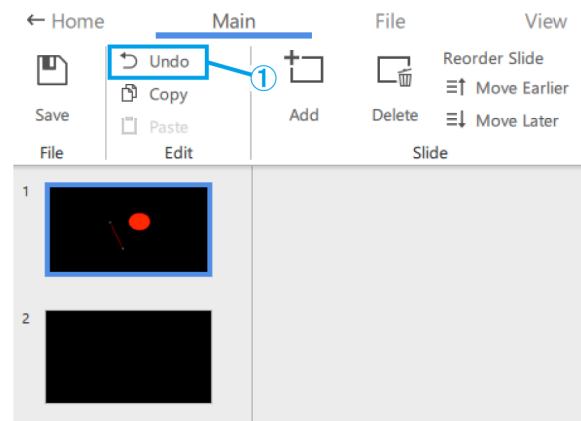 ← Home Main File View
Undo
①
Copy
Paste
Save
File
Edit
Add
Delete
Reorder Slide
Move Earlier
Move Later
Slide
1
2